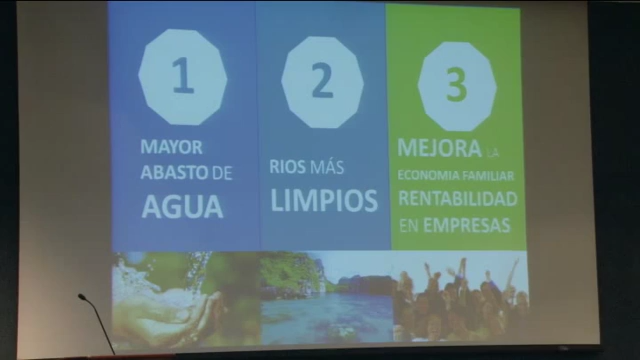 1
MAYOR
ABASTO DE
AGUA
2
RIOS MÁS
LIMPIOS
3
MEJORA LA
ECONOMIA FAMILIAR
RENTABILIDAD
EN EMPRESAS